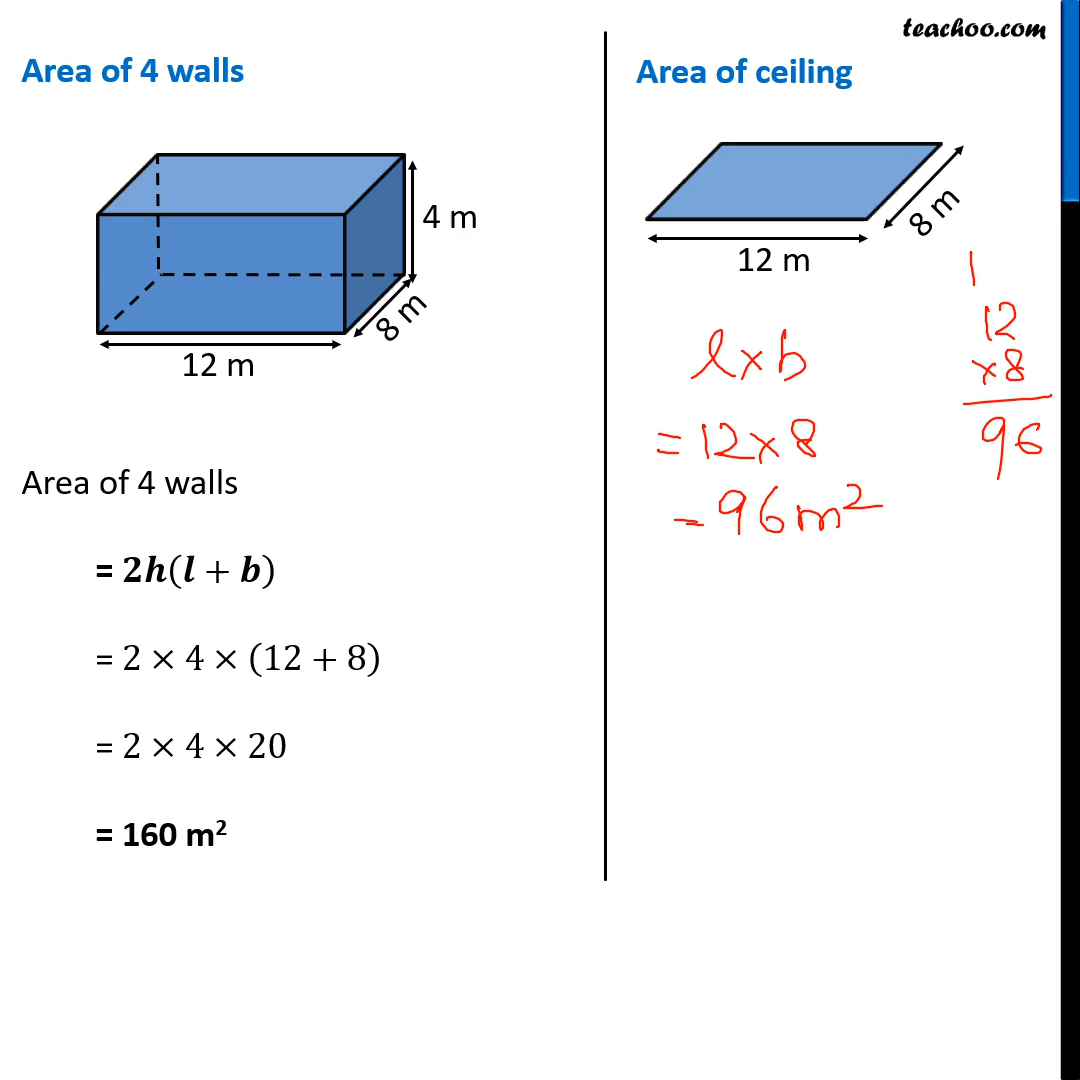 teachoo.com
Area of 4 walls
4 m
8 m
12 m
Area of 4 walls
= 2h(l + b)
= 2 × 4 × (12 + 8)
= 2 × 4 × 20
= 160 m²
Area of ceiling
8 m
12 m
l × b
= 12 × 8
= 96 m²
1
12
×8
96